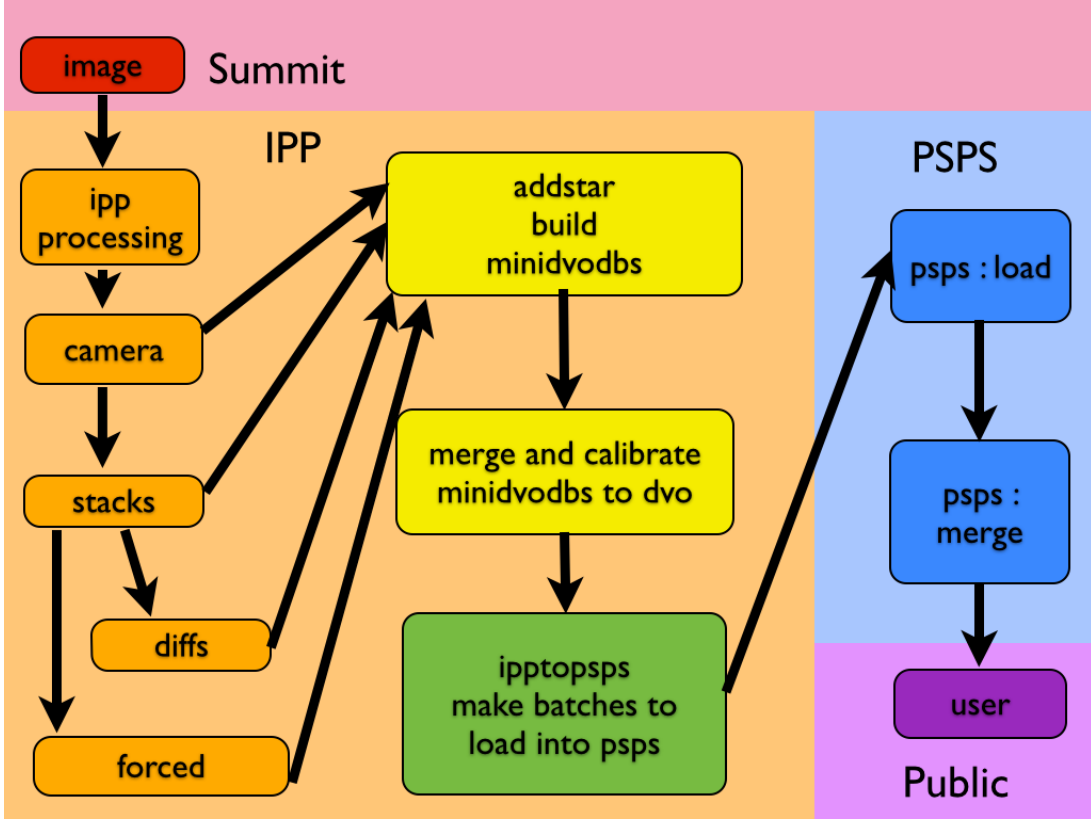 image
Summit
IPP
ipp
processing
camera
stacks
diffs
forced
addstar
build
minidvodbs
merge and calibrate
minidvodbs to dvo
ipptopsps
make batches to
load into psps
PSPS
psps : load
psps :
merge
user
Public